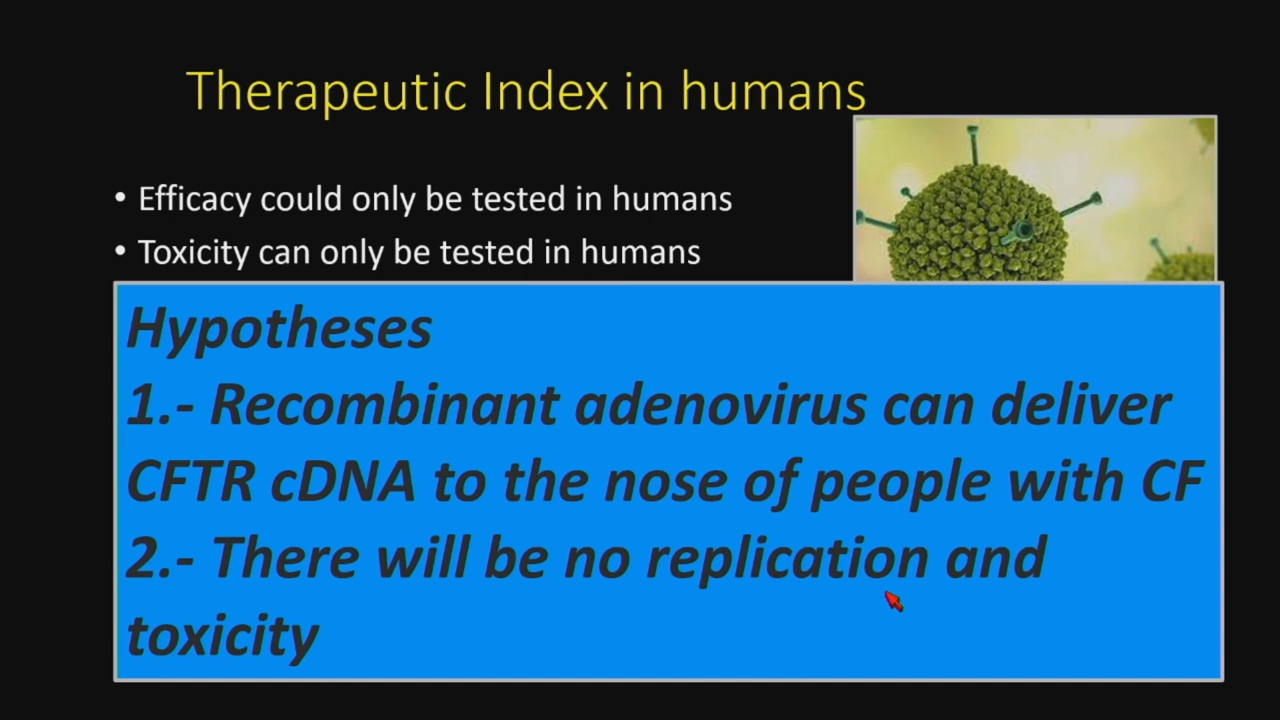 Therapeutic Index in humans
• Efficacy could only be tested in humans
• Toxicity can only be tested in humans
Hypotheses
1.- Recombinant adenovirus can deliver
CFTR cDNA to the nose of people with CF
2.- There will be no replication and
toxicity